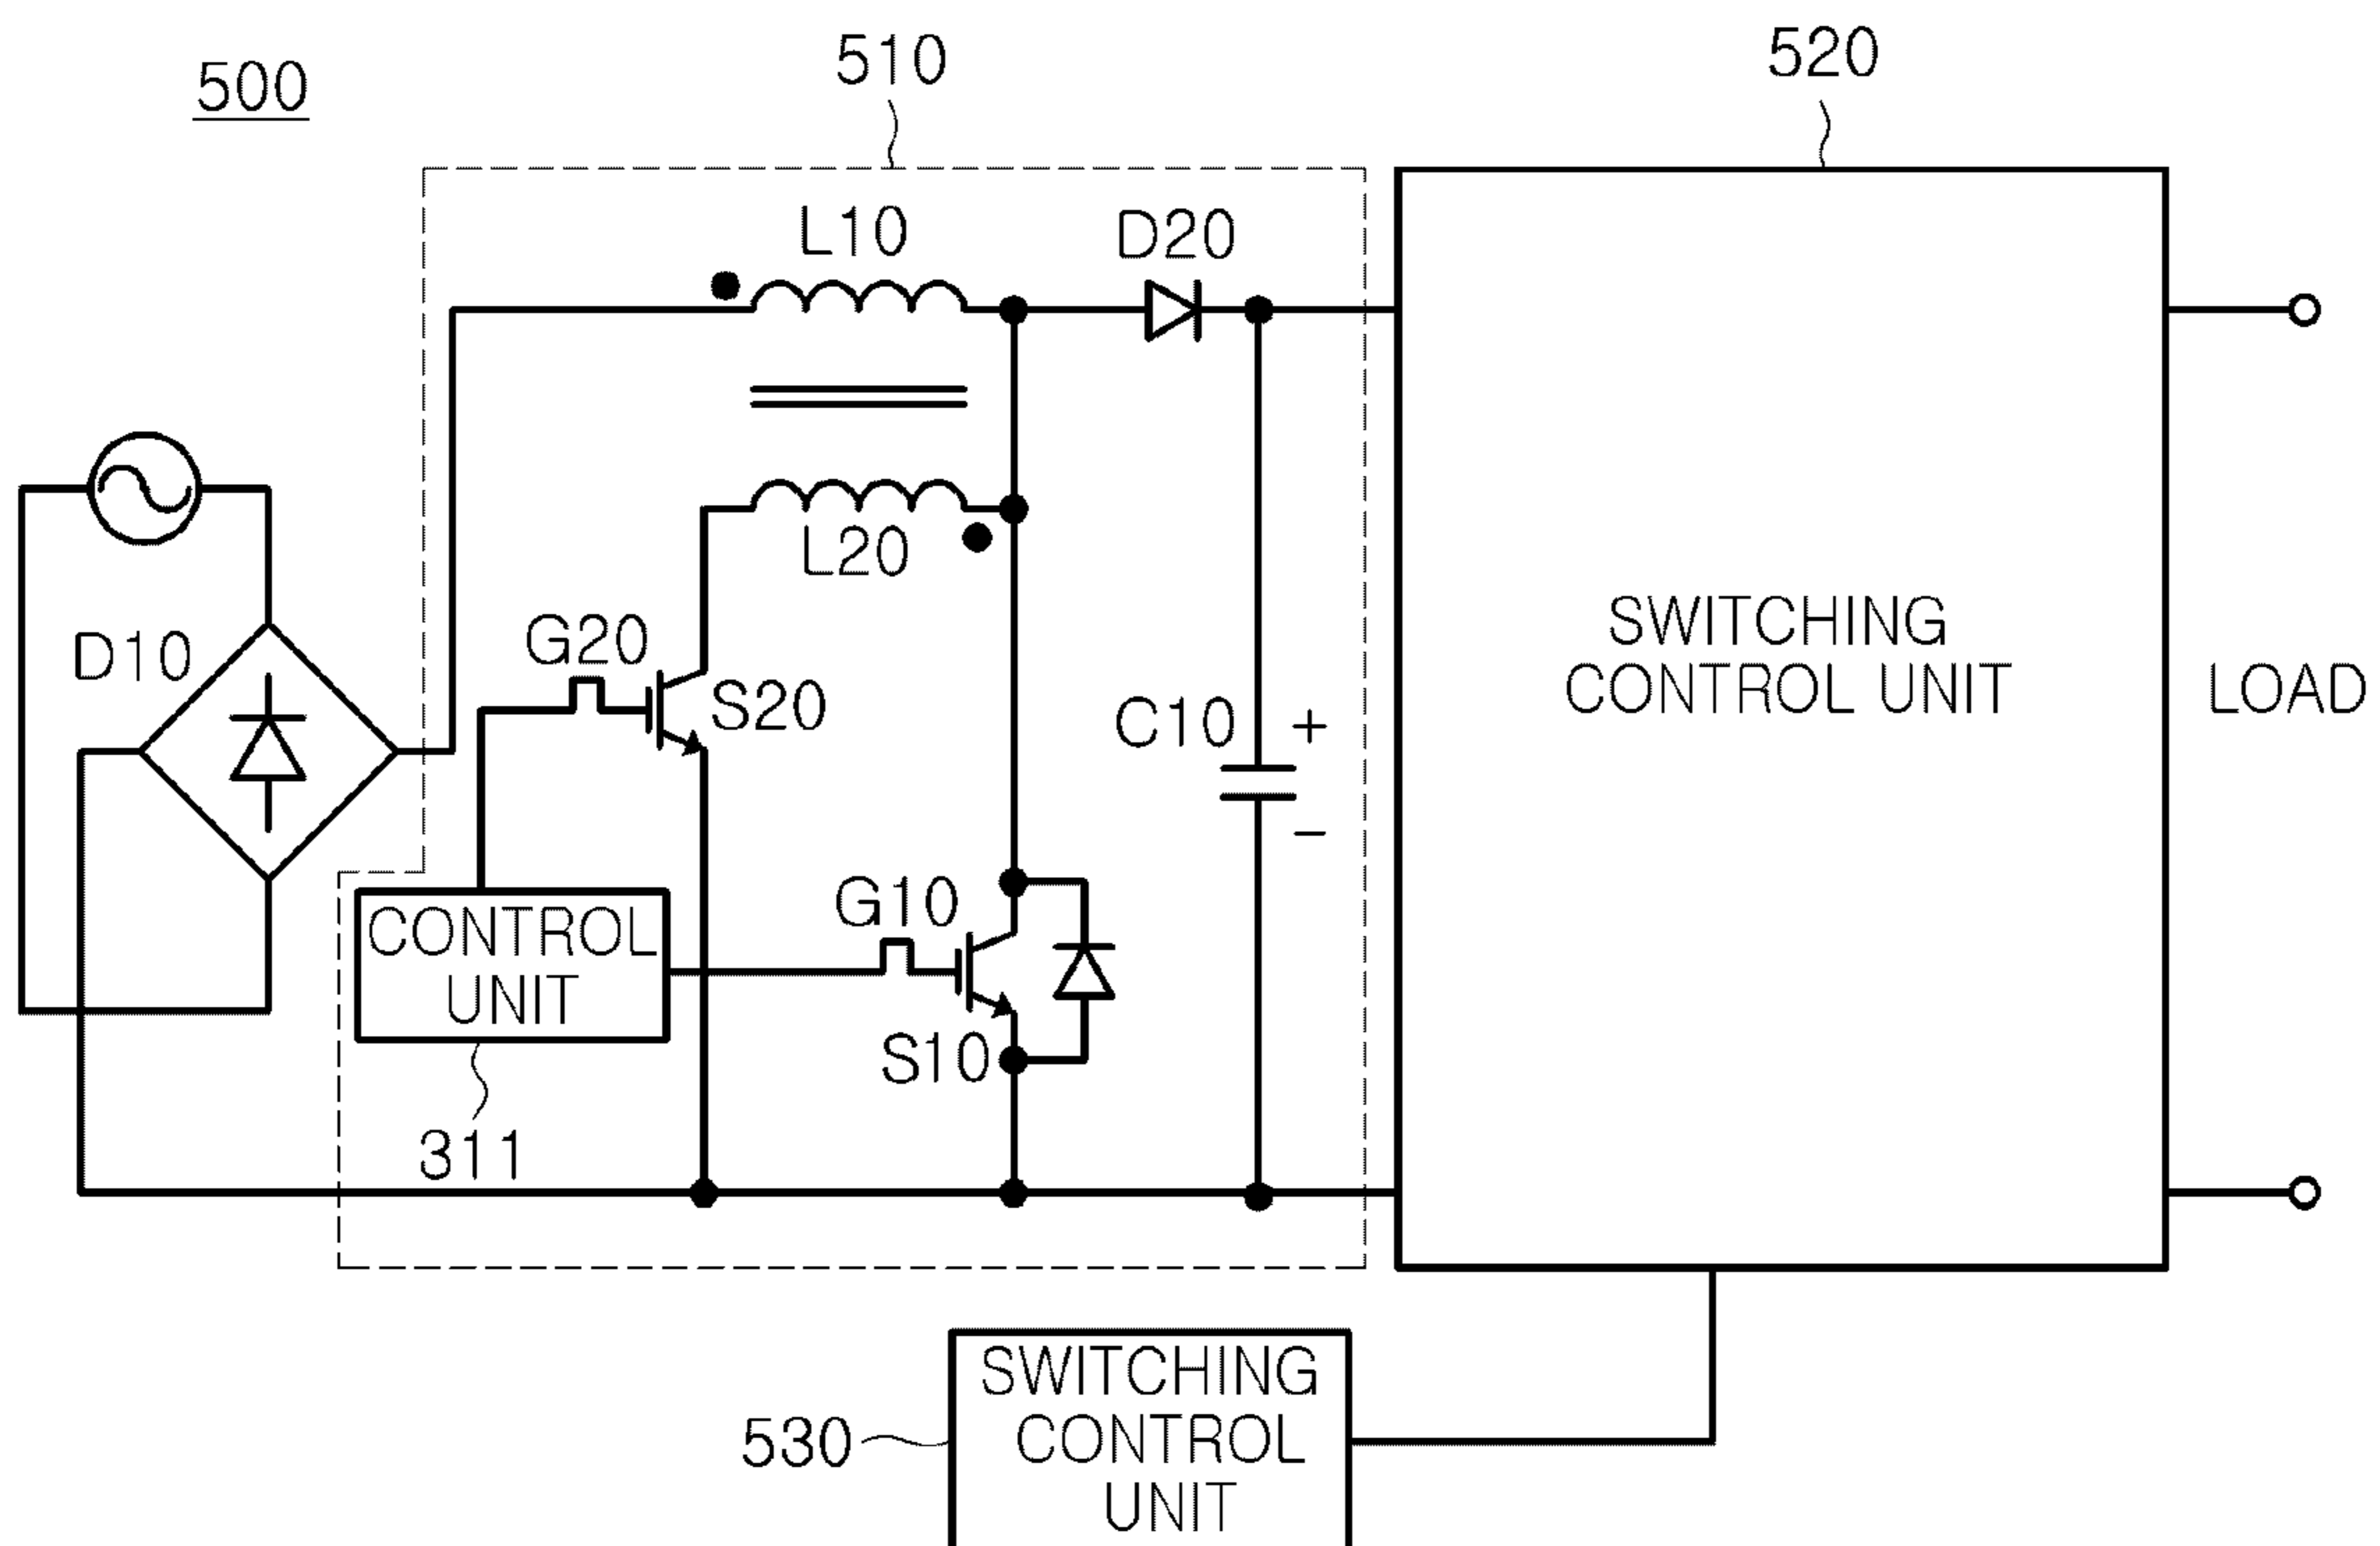 500
510
520
L10
D20
L20
D10
G20
S20
C10
+
−
SWITCHING
CONTROL UNIT
LOAD
G10
CONTROL
UNIT
S10
311
530
SWITCHING
CONTROL
UNIT